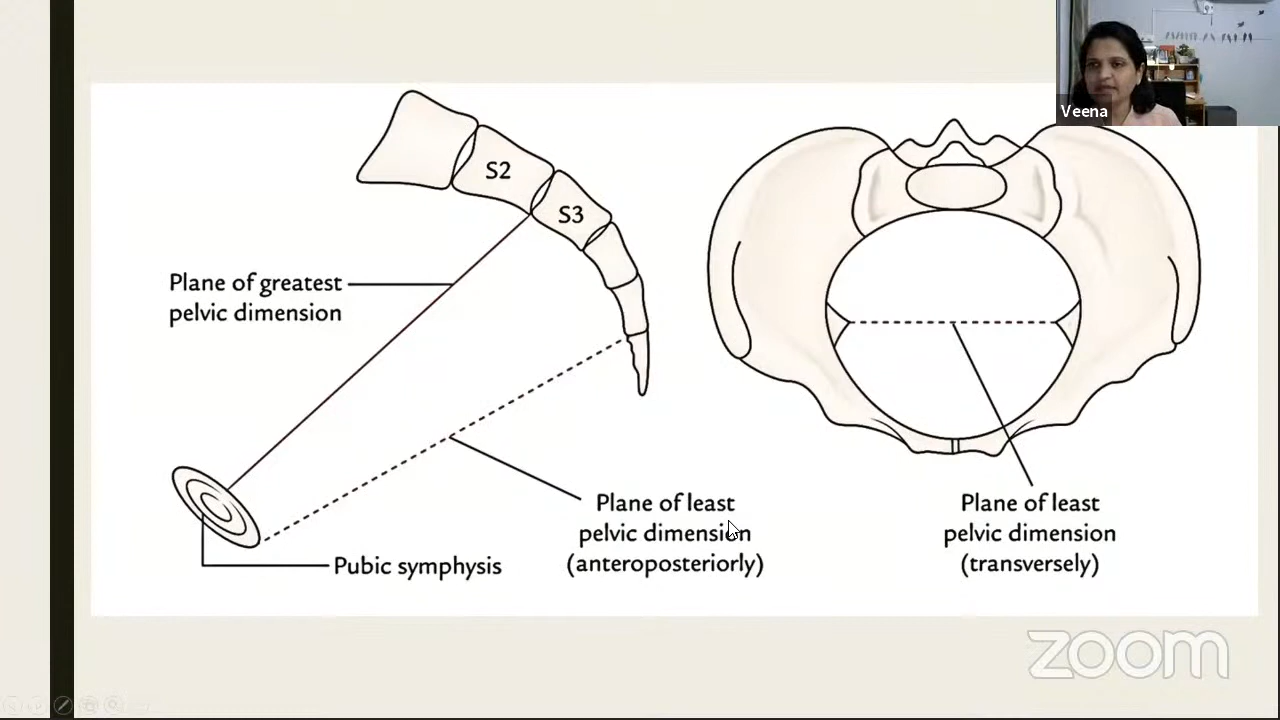 Veena
S2
S3
Plane of greatest
pelvic dimension
Plane of least
pelvic dimension
(anteroposteriorly)
Pubic symphysis
Plane of least
pelvic dimension
(transversely)
zoom